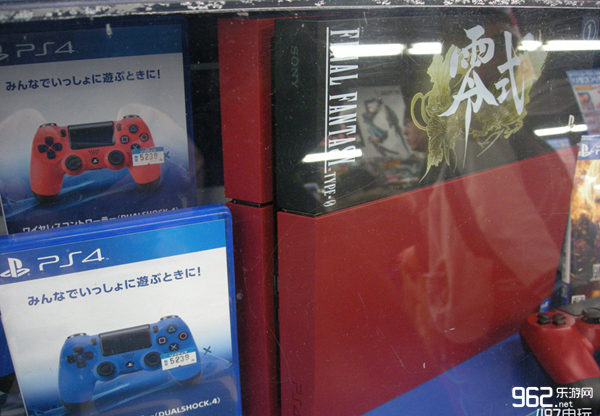 PS4
みんなでいっしょに遊ぶときに!
5239
ワイヤレスコントローラー(DUALSHOCK 4)
PS4
みんなでいっしょに遊ぶときに!
5239
(DUALSHOCK 4)
SONY
FINAL FANTASY
TYPE-0
零式
962 乐游网
.net